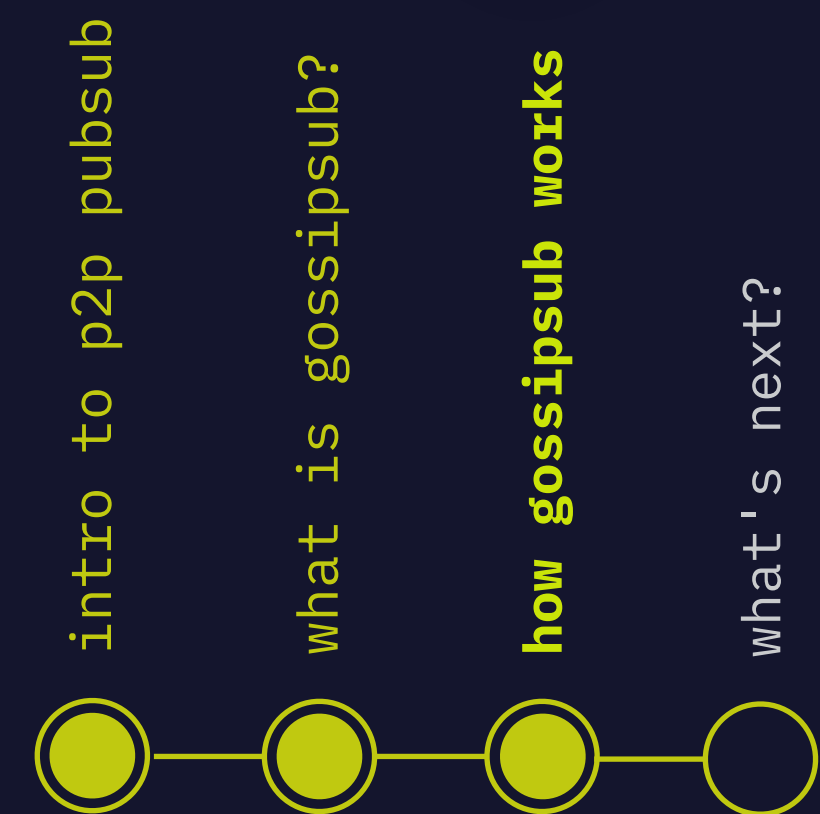 intro to p2p pubsub
what is gossipsub?
how gossipsub works
what's next?